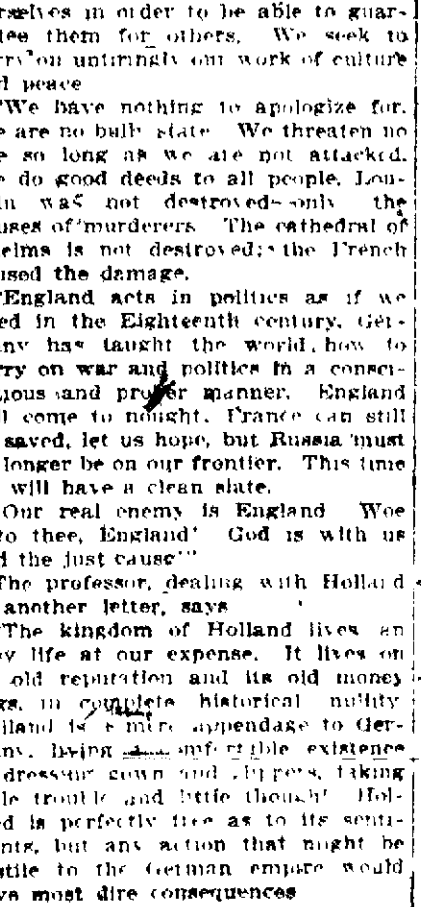 rselves in order to be able to guar-
tee them for others. We seek to
rry on untiringly our work of culture
d peace
"We have nothing to apologize for.
e are no bully state We threaten no
e so long as we are not attacked.
e do good deeds to all people. Lou-
in was not destroyed—only the
uses of murderers The cathedral of
eims is not destroyed; the French
used the damage.
"England acts in politics as if we
ed in the Eighteenth century. Ger-
any has taught the world how to
rry on war and politics in a consci-
tious and proper manner. England
ll come to nought. France can still
saved, let us hope, but Russia must
longer be on our frontier. This time
will have a clean slate.
Our real enemy is England Woe
to thee, England! God is with us
d the just cause!"
The professor, dealing with Holland
another letter, says
"The kingdom of Holland lives an
y life at our expense. It lives on
old reputation and its old money
gs, in complete historical nullity
lland is a mere appendage to Ger-
any, living comfortable existence
dressing gown and slippers, taking
tle trouble and little thought Hol-
d is perfectly free as to its senti-
ents, but any action that might be
stile to the German empire would
ve most dire consequences